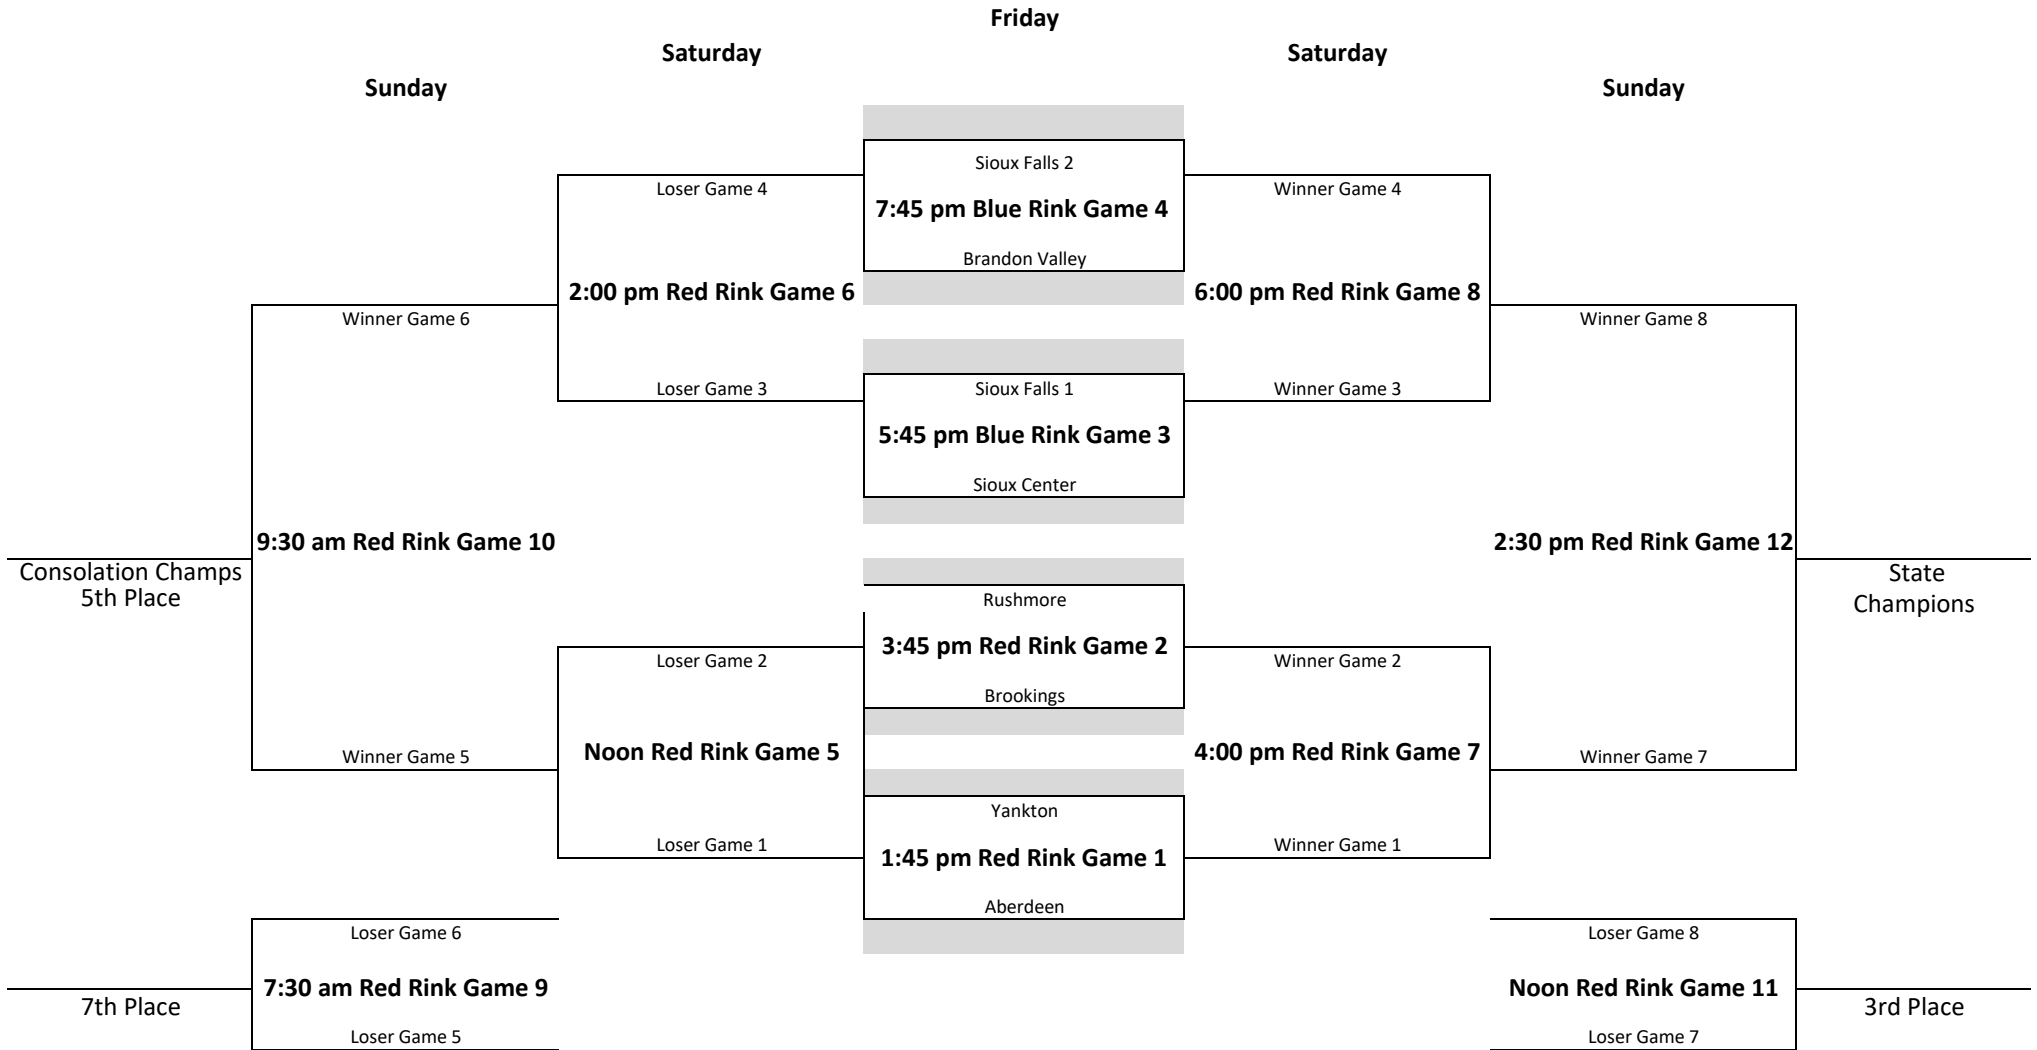 Friday
Saturday
Saturday
Sunday
Sunday
Sioux Falls 2
Loser Game 4
Winner Game 4
7:45 pm Blue Rink Game 4
Brandon Valley
2:00 pm Red Rink Game 6
6:00 pm Red Rink Game 8
Winner Game 6
Winner Game 8
Loser Game 3
Sioux Falls 1
Winner Game 3
5:45 pm Blue Rink Game 3
Sioux Center
9:30 am Red Rink Game 10
2:30 pm Red Rink Game 12
Consolation Champs
5th Place
State
Champions
Rushmore
3:45 pm Red Rink Game 2
Loser Game 2
Winner Game 2
Brookings
Noon Red Rink Game 5
4:00 pm Red Rink Game 7
Winner Game 5
Winner Game 7
Yankton
Loser Game 1
Winner Game 1
1:45 pm Red Rink Game 1
Aberdeen
Loser Game 6
Loser Game 8
7:30 am Red Rink Game 9
Noon Red Rink Game 11
7th Place
3rd Place
Loser Game 5
Loser Game 7